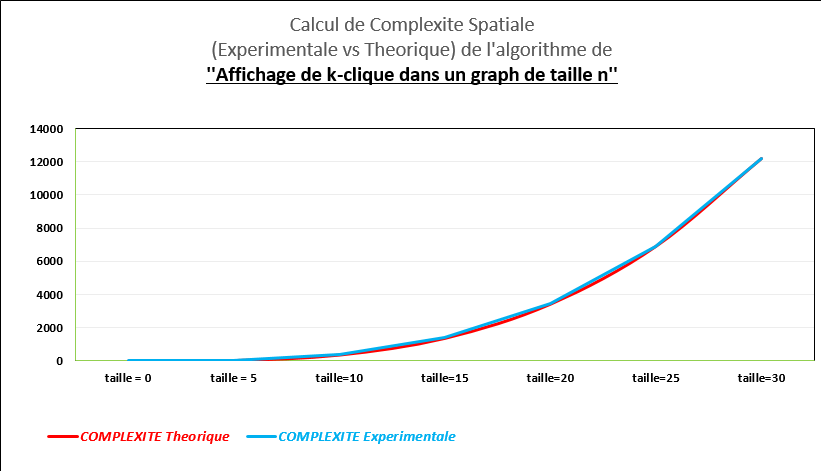 Calcul de Complexite Spatiale
(Experimentale vs Theorique) de l'algorithme de
"Affichage de k-clique dans un graph de taille n"
14000
12000
10000
8000
6000
4000
2000
0
taille = 0 taille = 5 taille=10 taille=15 taille=20 taille=25 taille=30
COMPLEXITE Theorique COMPLEXITE Experimentale